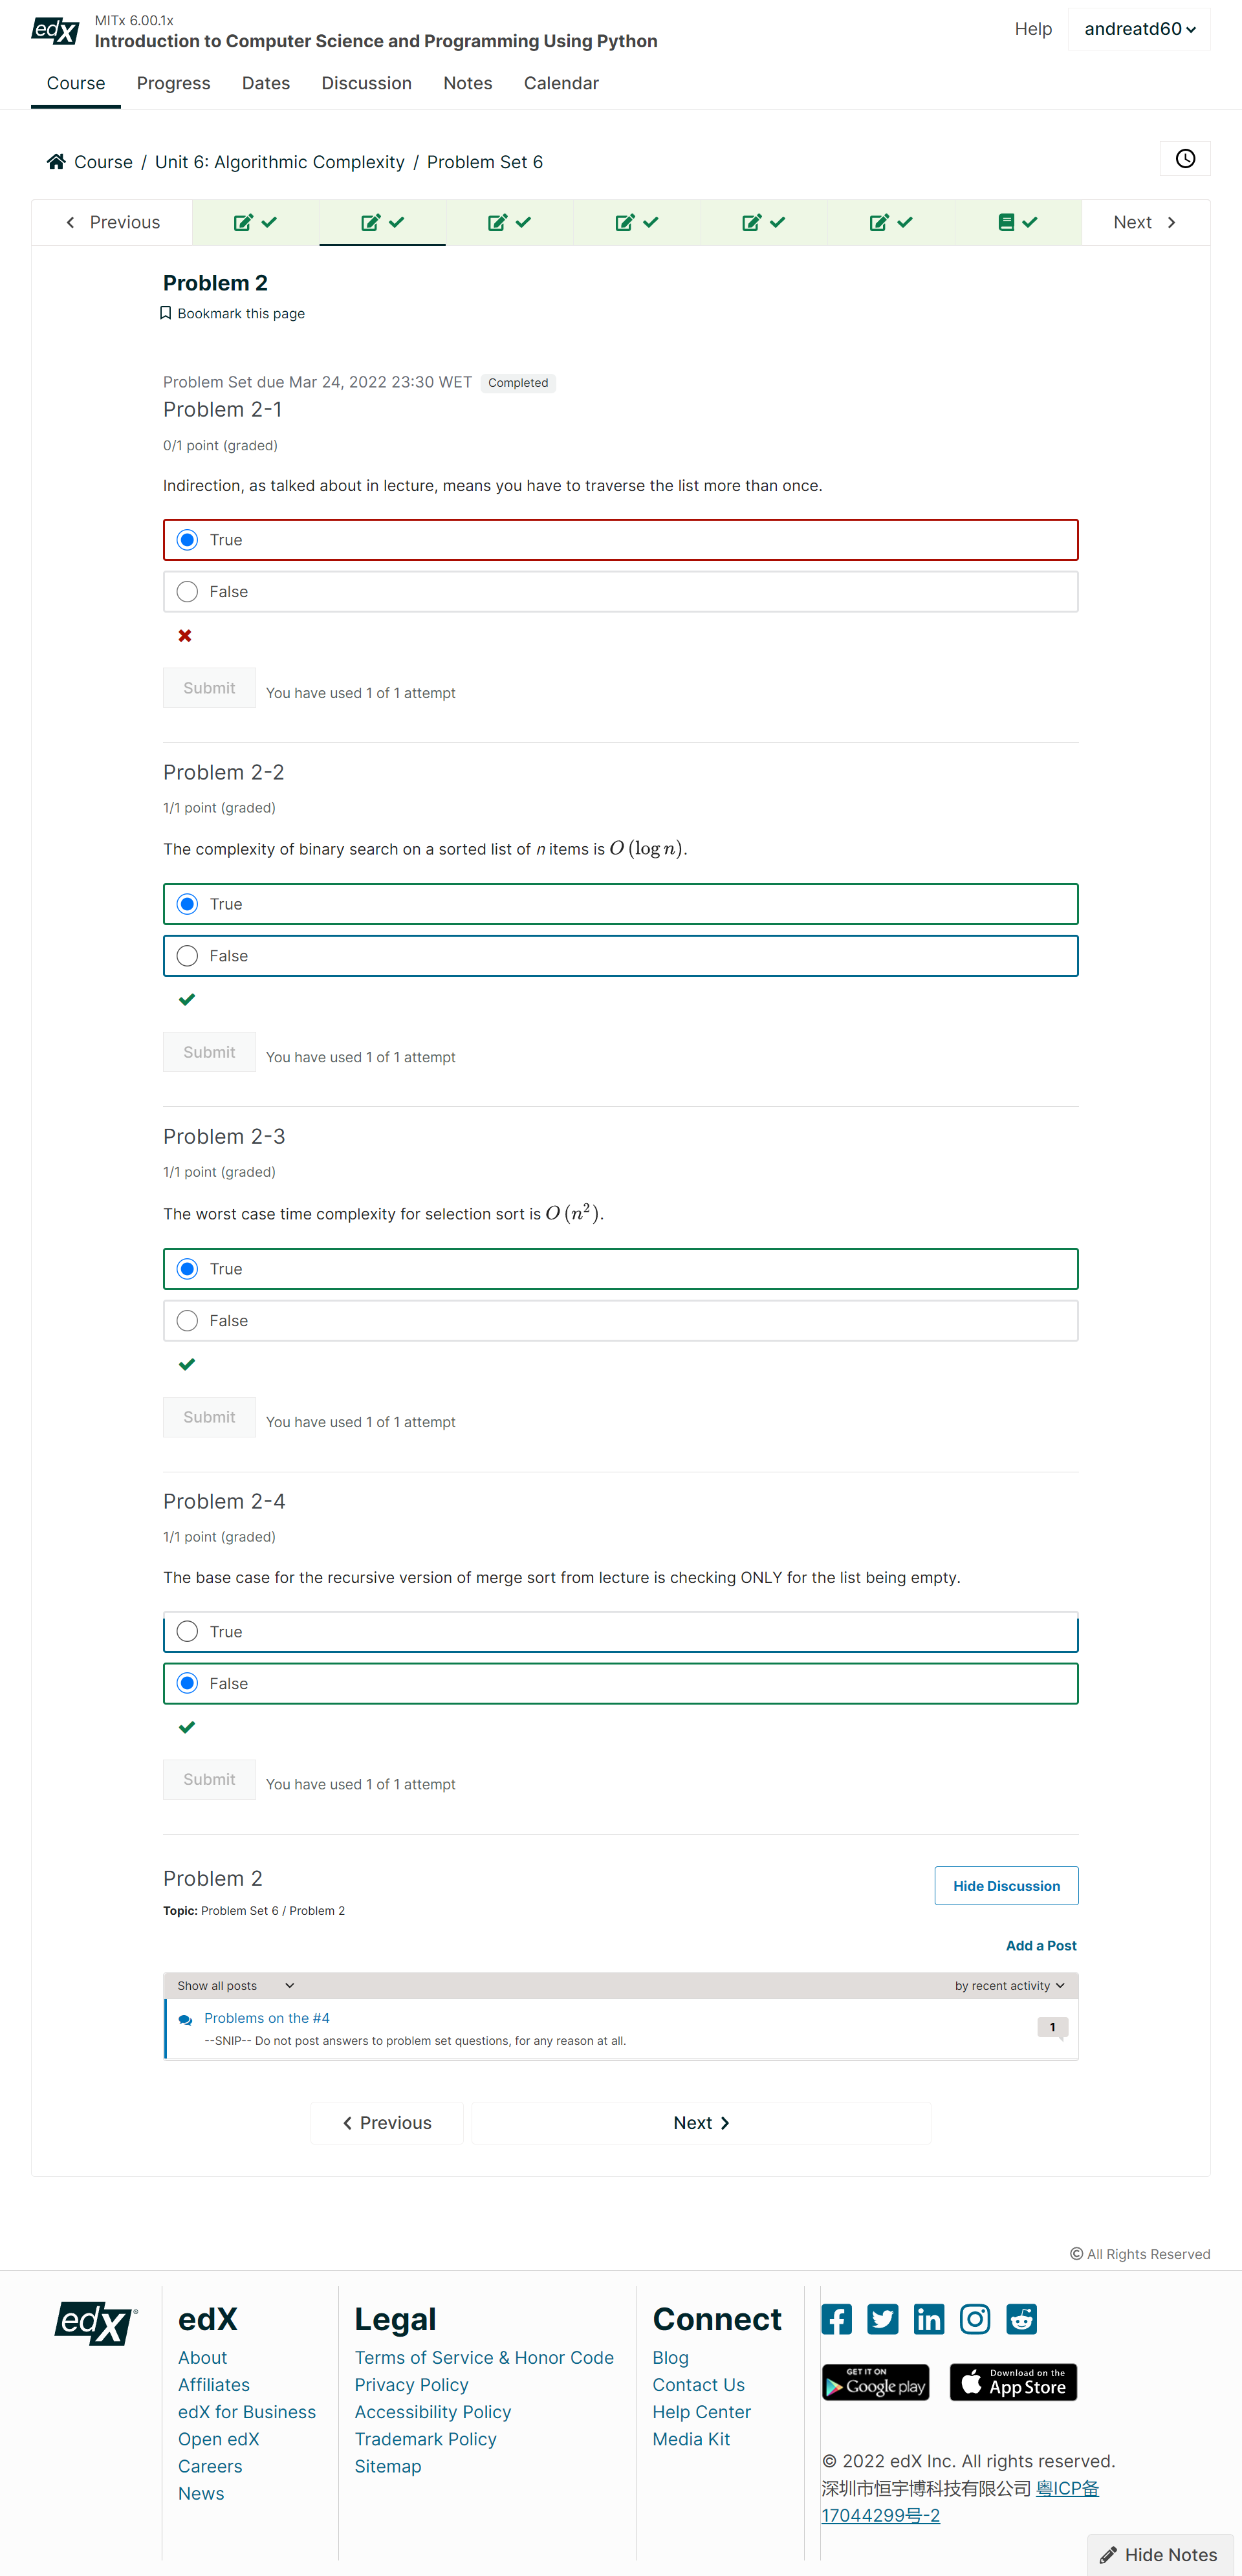 edX
MITx 6.00.1x
Introduction to Computer Science and Programming Using Python
Help
andreatd60
Course Progress Dates Discussion Notes Calendar
Course / Unit 6: Algorithmic Complexity / Problem Set 6
Previous
Next
Problem 2
Bookmark this page
Problem Set due Mar 24, 2022 23:30 WET Completed
Problem 2-1
0/1 point (graded)
Indirection, as talked about in lecture, means you have to traverse the list more than once.
True
False
Submit You have used 1 of 1 attempt
Problem 2-2
1/1 point (graded)
The complexity of binary search on a sorted list of n items is O (log n).
True
False
Submit You have used 1 of 1 attempt
Problem 2-3
1/1 point (graded)
The worst case time complexity for selection sort is O (n²).
True
False
Submit You have used 1 of 1 attempt
Problem 2-4
1/1 point (graded)
The base case for the recursive version of merge sort from lecture is checking ONLY for the list being empty.
True
False
Submit You have used 1 of 1 attempt
Problem 2
Hide Discussion
Topic: Problem Set 6 / Problem 2
Add a Post
Show all posts by recent activity
Problems on the #4
1
--SNIP-- Do not post answers to problem set questions, for any reason at all.
Previous Next
© All Rights Reserved
edX®
edX
About
Affiliates
edX for Business
Open edX
Careers
News
Legal
Terms of Service & Honor Code
Privacy Policy
Accessibility Policy
Trademark Policy
Sitemap
Connect
Blog
Contact Us
Help Center
Media Kit
GET IT ON
Google play
Download on the
App Store
© 2022 edX Inc. All rights reserved.
深圳市恒宇博科技有限公司 粤ICP备
17044299号-2
Hide Notes